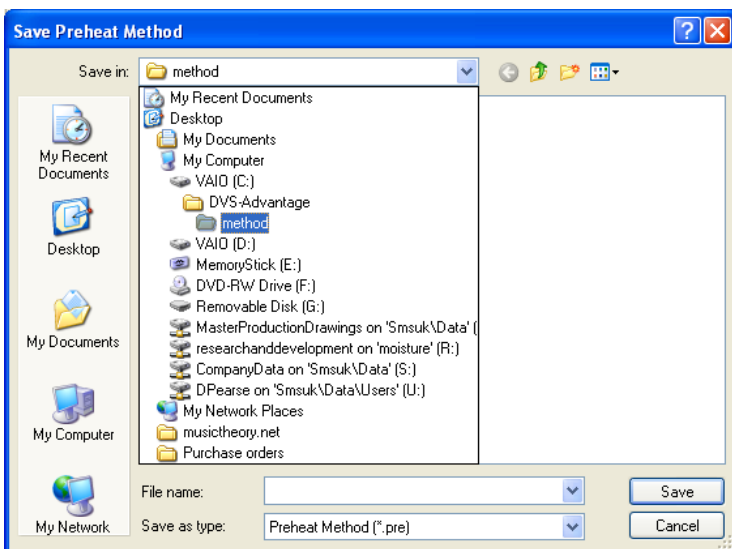 Save Preheat Method
Save in:
method
My Recent Documents
Desktop
My Documents
My Computer
VAIO (C:)
DVS-Advantage
method
VAIO (D:)
MemoryStick (E:)
DVD-RW Drive (F:)
Removable Disk (G:)
MasterProductionDrawings on 'Smsuk\Data' (
researchanddevelopment on 'moisture' (R:)
CompanyData on 'Smsuk\Data' (S:)
DPearse on 'Smsuk\Data\Users' (U:)
My Network Places
musictheory.net
Purchase orders
My Recent
Documents
Desktop
My Documents
My Computer
My Network
File name:
Save
Save as type:
Preheat Method (*.pre)
Cancel